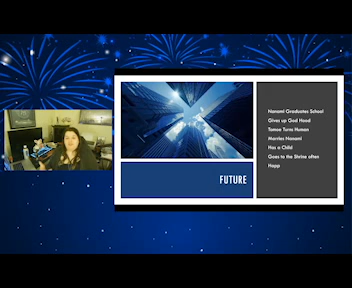 FUTURE
Nanami Graduates School
Gives up God Hood
Tomoe Turns Human
Marries Nanami
Has a Child
Goes to the Shrine often
Happ